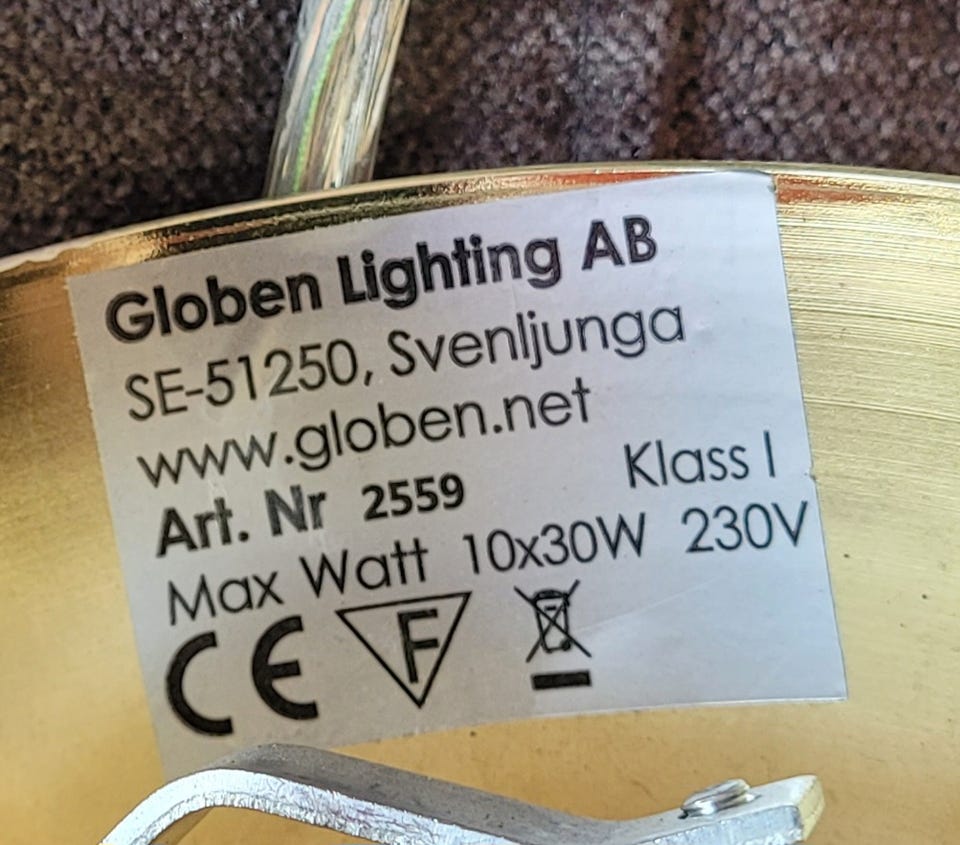 Globen Lighting AB
SE-51250, Svenljunga
www.globen.net
Art. Nr 2559 Klass I
Max Watt 10x30W 230V
CE F